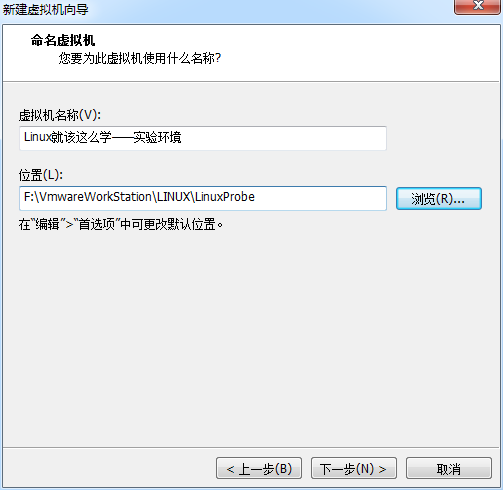 新建虚拟机向导
命名虚拟机
您要为此虚拟机使用什么名称?
虚拟机名称(V):
Linux就该这么学——实验环境
位置(L):
F:\VmwareWorkStation\LINUX\LinuxProbe
浏览(R)...
在“编辑”>“首选项”中可更改默认位置。
< 上一步(B)
下一步(N) >
取消